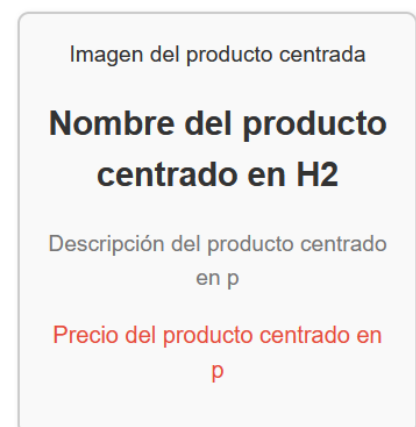 Imagen del producto centrada
Nombre del producto
centrado en H2
Descripción del producto centrado
en p
Precio del producto centrado en
p